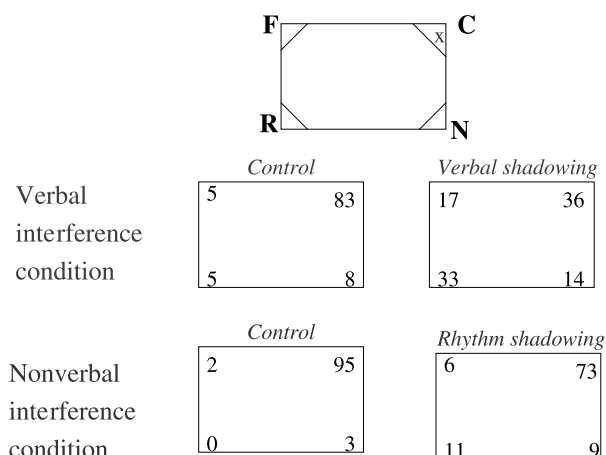 F C
x
R N
Control Verbal shadowing
Verbal
interference
condition
5 83 17 36
5 8 33 14
Control Rhythm shadowing
Nonverbal
interference
condition
2 95 6 73
0 3 11 9